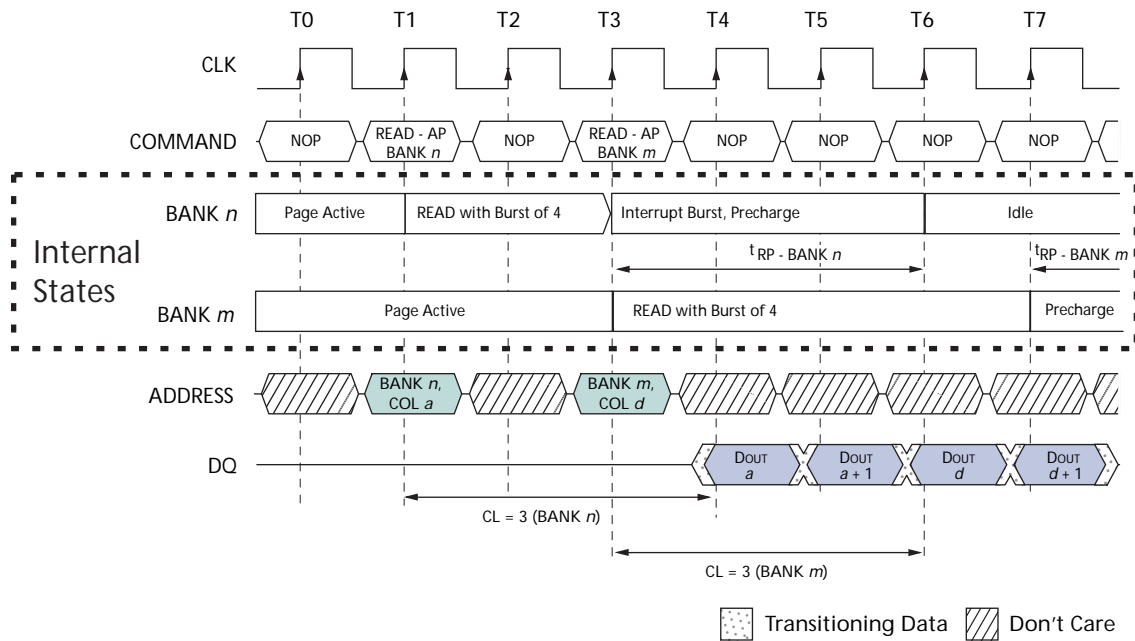 T0 T1 T2 T3 T4 T5 T6 T7
CLK
COMMAND NOP READ - AP BANK n NOP READ - AP BANK m NOP NOP NOP NOP
Internal States
BANK n Page Active READ with Burst of 4 Interrupt Burst, Precharge Idle
tRP - BANK n tRP - BANK m
BANK m Page Active READ with Burst of 4 Precharge
ADDRESS BANK n, COL a BANK m, COL d
DQ DOUT a DOUT a + 1 DOUT d DOUT d + 1
CL = 3 (BANK n)
CL = 3 (BANK m)
Transitioning Data Don't Care